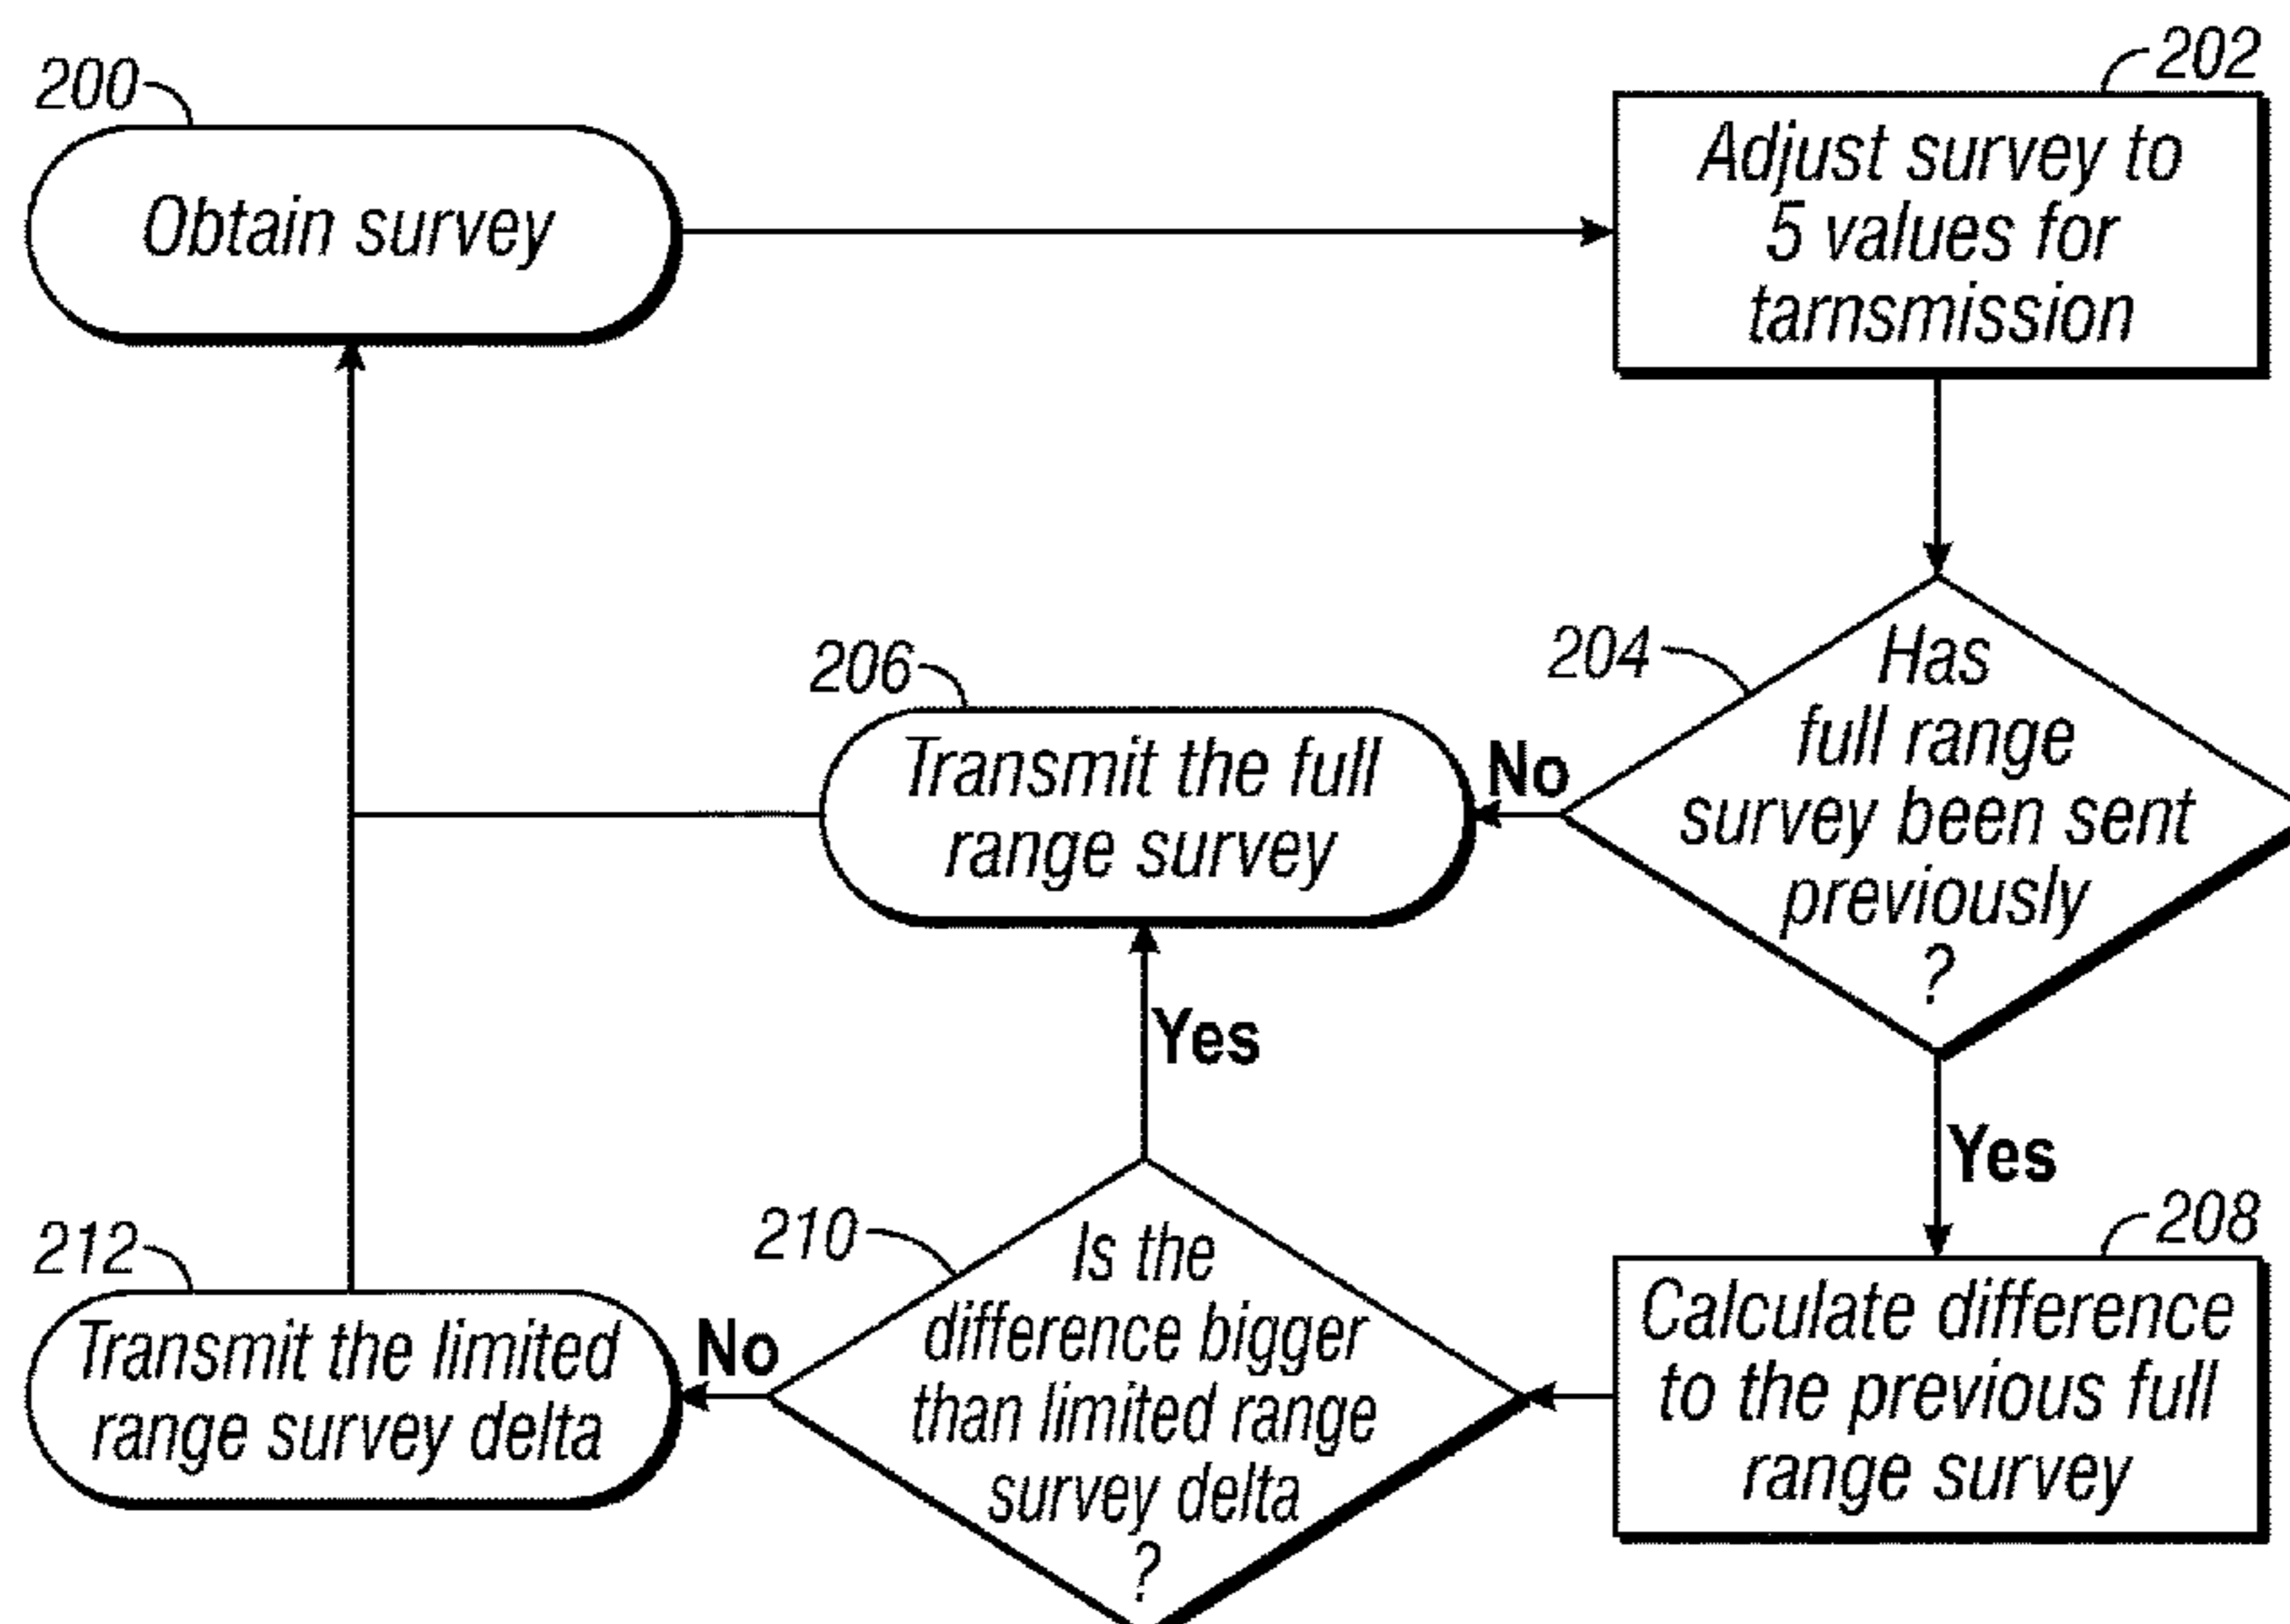 200
Obtain survey
202
Adjust survey to
5 values for
tarnsmission
204
Has
full range
survey been sent
previously
?
No
206
Transmit the full
range survey
Yes
Yes
208
Calculate difference
to the previous full
range survey
210
Is the
difference bigger
than limited range
survey delta
?
No
212
Transmit the limited
range survey delta